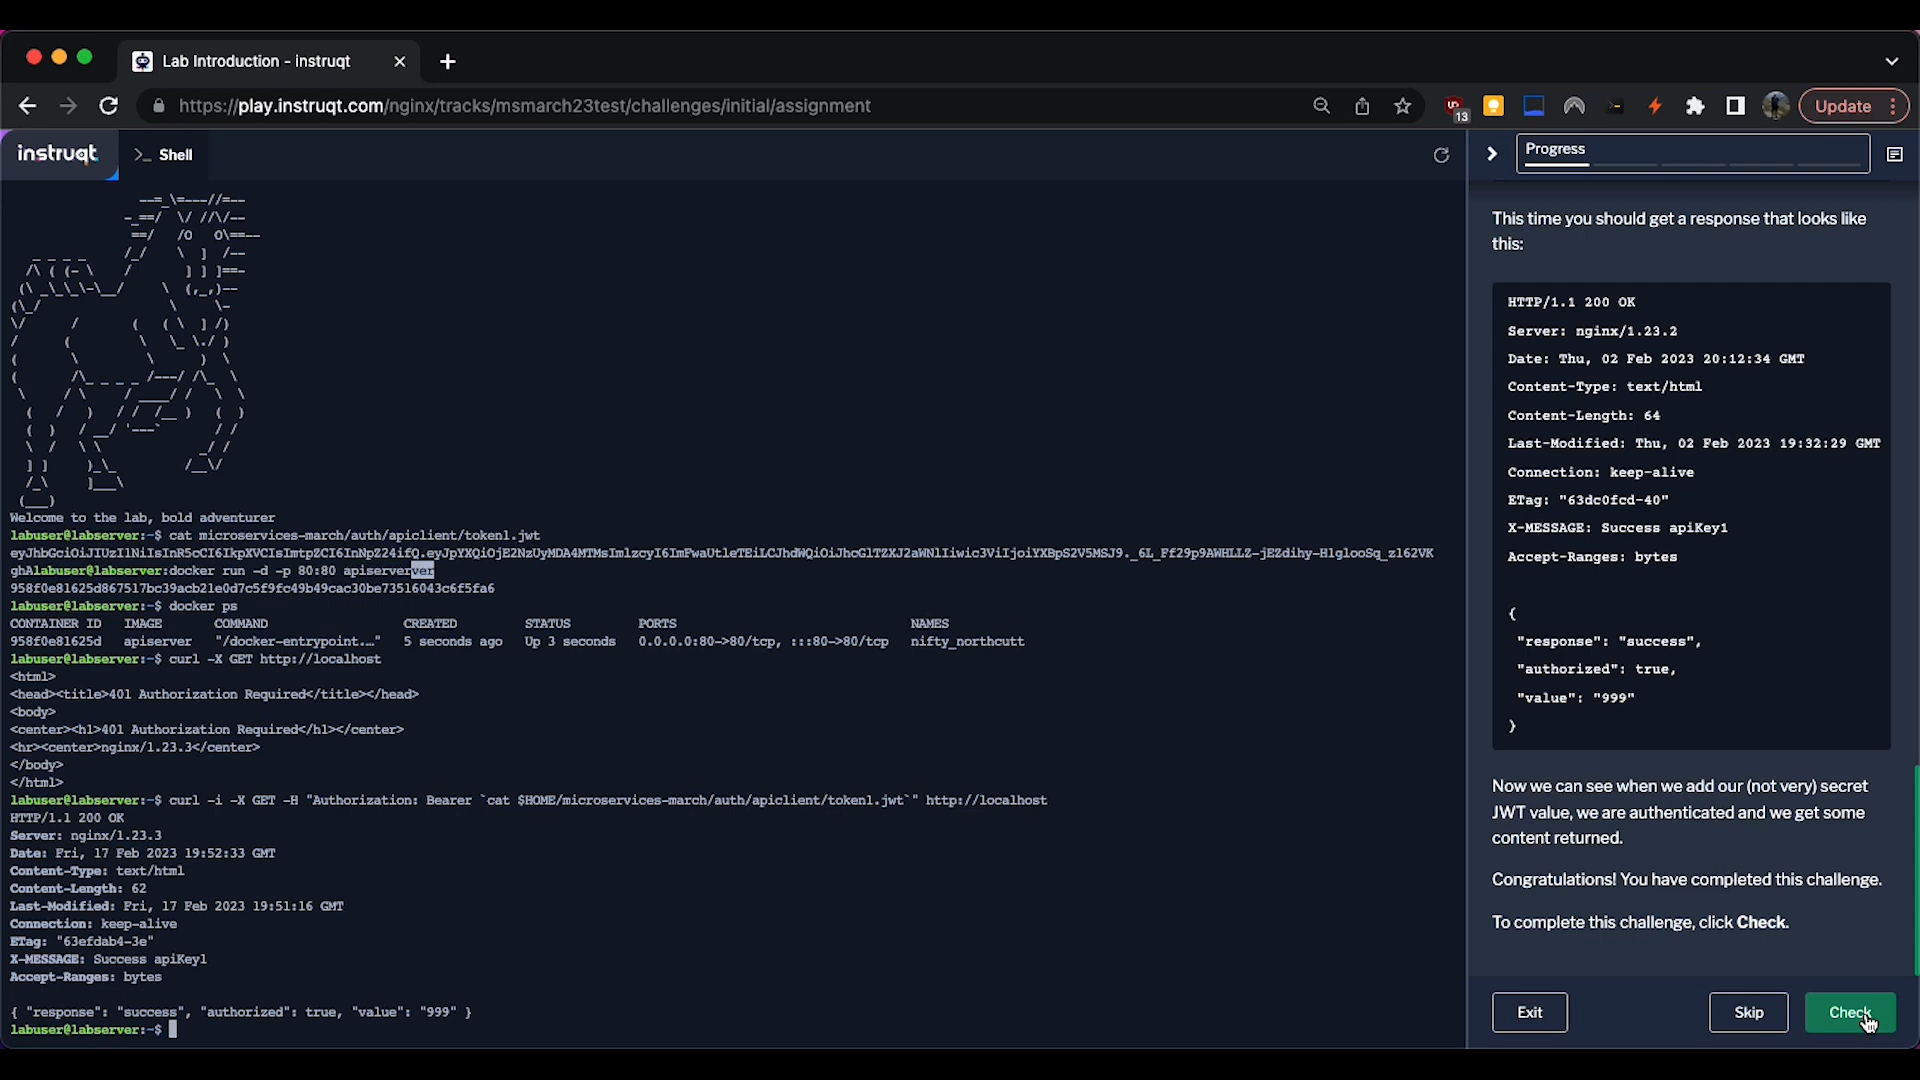 Lab Introduction - instruqt
https://play.instruqt.com/nginx/tracks/msmarch23test/challenges/initial/assignment
13
Update
instruqt
>_ Shell
Progress
Welcome to the lab, bold adventurer
labuser@labserver:~$ cat microservices-march/auth/apiclient/token1.jwt
labuser@labserver:docker run -d -p 80:80 apiserverver
958f0e81625d867517bc39acb21e0d7c5f9fc49b49cac30be73516043c6f5fa6
labuser@labserver:~$ docker ps
CONTAINER ID IMAGE COMMAND CREATED STATUS PORTS NAMES
958f0e81625d apiserver "/docker-entrypoint.…" 5 seconds ago Up 3 seconds 0.0.0.0:80->80/tcp, :::80->80/tcp nifty_northcutt
labuser@labserver:~$ curl -X GET http://localhost
<html>
<head><title>401 Authorization Required</title></head>
<body>
<center><h1>401 Authorization Required</h1></center>
<hr><center>nginx/1.23.3</center>
</body>
</html>
labuser@labserver:~$ curl -i -X GET -H "Authorization: Bearer `cat $HOME/microservices-march/auth/apiclient/token1.jwt`" http://localhost
HTTP/1.1 200 OK
Server: nginx/1.23.3
Date: Fri, 17 Feb 2023 19:52:33 GMT
Content-Type: text/html
Content-Length: 62
Last-Modified: Fri, 17 Feb 2023 19:51:16 GMT
Connection: keep-alive
ETag: "63efdab4-3e"
X-MESSAGE: Success apiKey1
Accept-Ranges: bytes
{ "response": "success", "authorized": true, "value": "999" }
labuser@labserver:~$
This time you should get a response that looks like
this:
HTTP/1.1 200 OK
Server: nginx/1.23.2
Date: Thu, 02 Feb 2023 20:12:34 GMT
Content-Type: text/html
Content-Length: 64
Last-Modified: Thu, 02 Feb 2023 19:32:29 GMT
Connection: keep-alive
ETag: "63dc0fcd-40"
X-MESSAGE: Success apiKey1
Accept-Ranges: bytes
{
"response": "success",
"authorized": true,
"value": "999"
}
Now we can see when we add our (not very) secret
JWT value, we are authenticated and we get some
content returned.
Congratulations! You have completed this challenge.
To complete this challenge, click Check.
Exit
Skip
Check